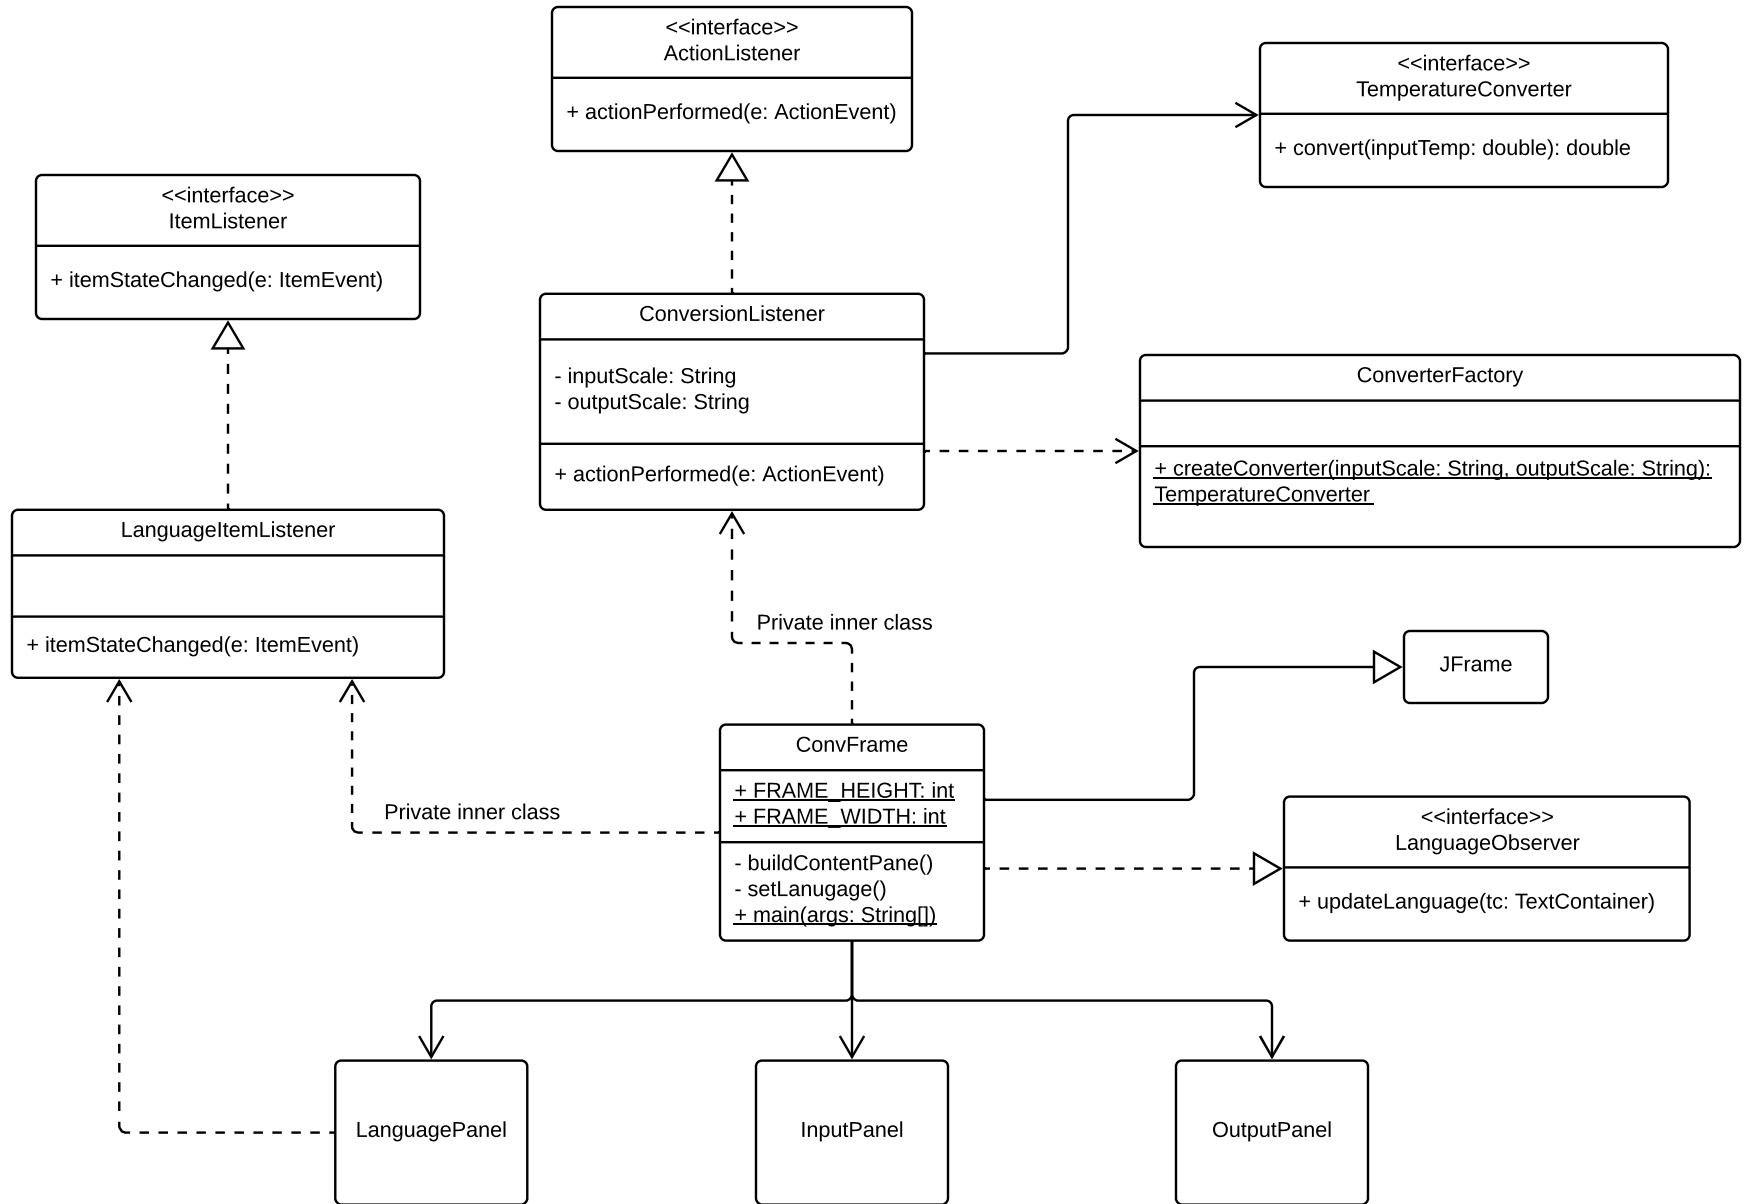 <<interface>>
ActionListener
+ actionPerformed(e: ActionEvent)
<<interface>>
TemperatureConverter
+ convert(inputTemp: double): double
<<interface>>
ItemListener
+ itemStateChanged(e: ItemEvent)
ConversionListener
- inputScale: String
- outputScale: String
+ actionPerformed(e: ActionEvent)
ConverterFactory
+ createConverter(inputScale: String, outputScale: String):
TemperatureConverter
LanguageItemListener
+ itemStateChanged(e: ItemEvent)
Private inner class
JFrame
Private inner class
ConvFrame
+ FRAME_HEIGHT: int
+ FRAME_WIDTH: int
- buildContentPane()
- setLanugage()
+ main(args: String[])
<<interface>>
LanguageObserver
+ updateLanguage(tc: TextContainer)
LanguagePanel
InputPanel
OutputPanel